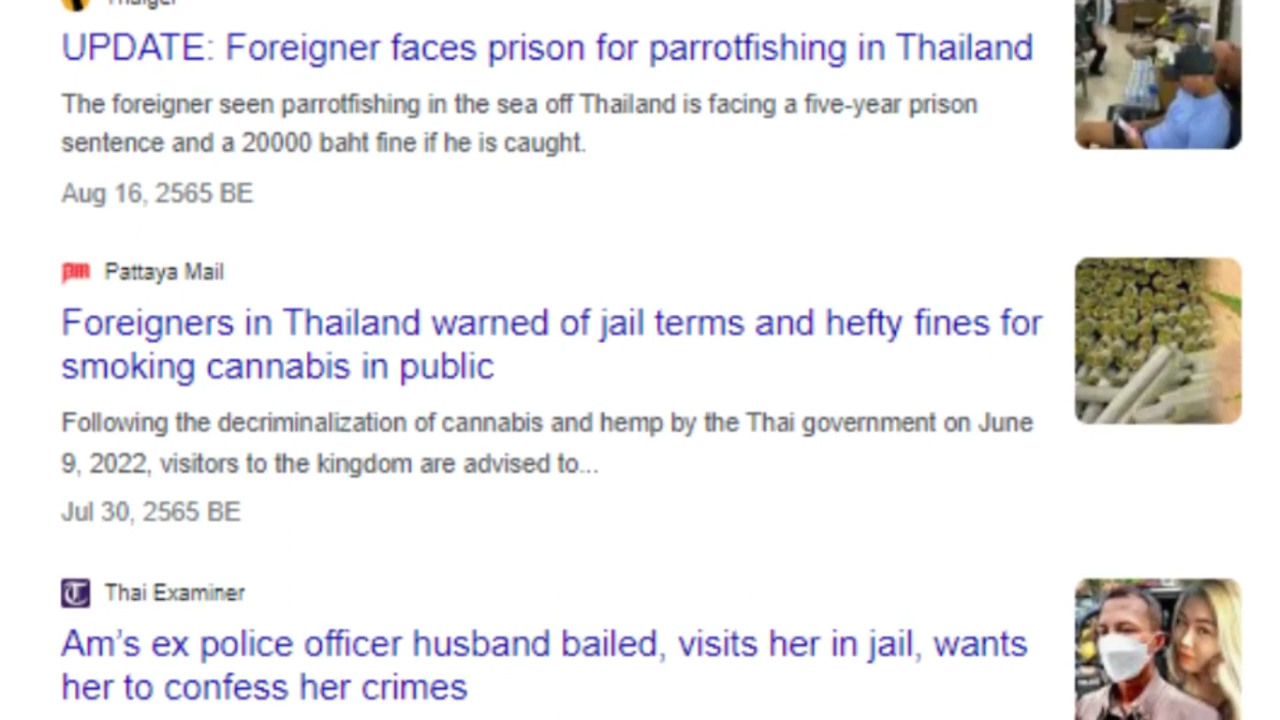 Thaiger
UPDATE: Foreigner faces prison for parrotfishing in Thailand
The foreigner seen parrotfishing in the sea off Thailand is facing a five-year prison
sentence and a 20000 baht fine if he is caught.
Aug 16, 2565 BE
pm Pattaya Mail
Foreigners in Thailand warned of jail terms and hefty fines for
smoking cannabis in public
Following the decriminalization of cannabis and hemp by the Thai government on June
9, 2022, visitors to the kingdom are advised to...
Jul 30, 2565 BE
Thai Examiner
Am's ex police officer husband bailed, visits her in jail, wants
her to confess her crimes